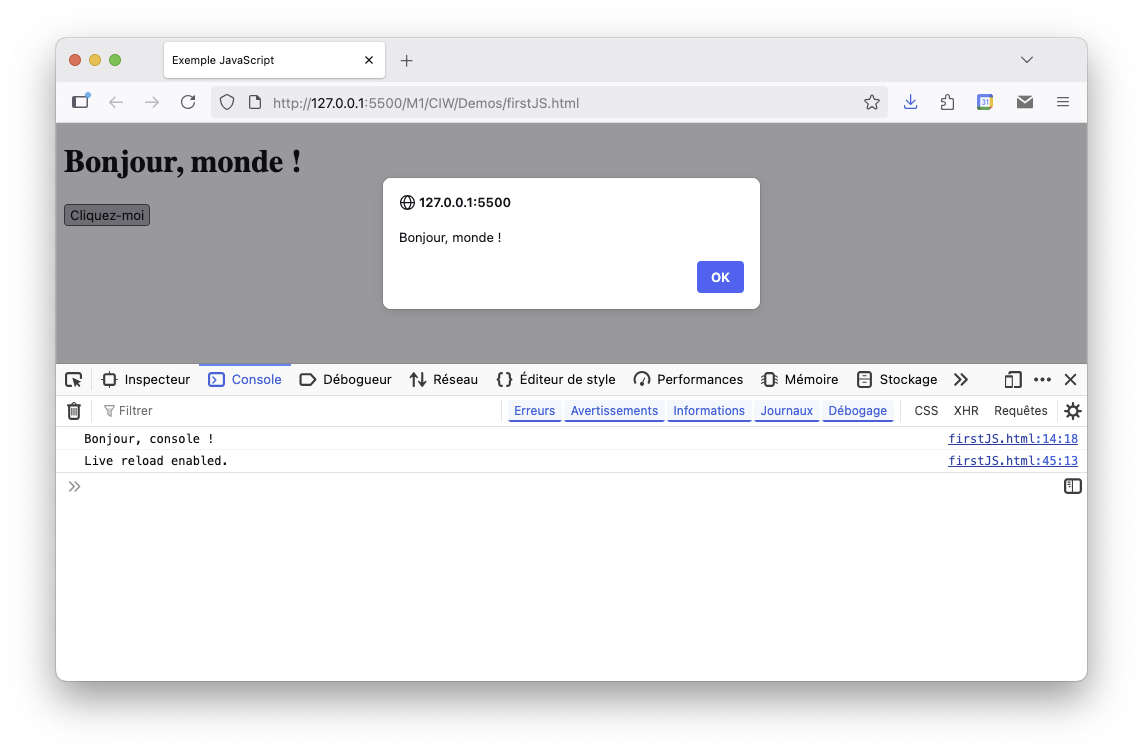 Exemple JavaScript
http://127.0.0.1:5500/M1/CIW/Demos/firstJS.html
31
Bonjour, monde !
Cliquez-moi
127.0.0.1:5500
Bonjour, monde !
OK
Inspecteur Console Débogueur Réseau Éditeur de style Performances Mémoire Stockage
Filtrer Erreurs Avertissements Informations Journaux Débogage CSS XHR Requêtes
Bonjour, console ! firstJS.html:14:18
Live reload enabled. firstJS.html:45:13